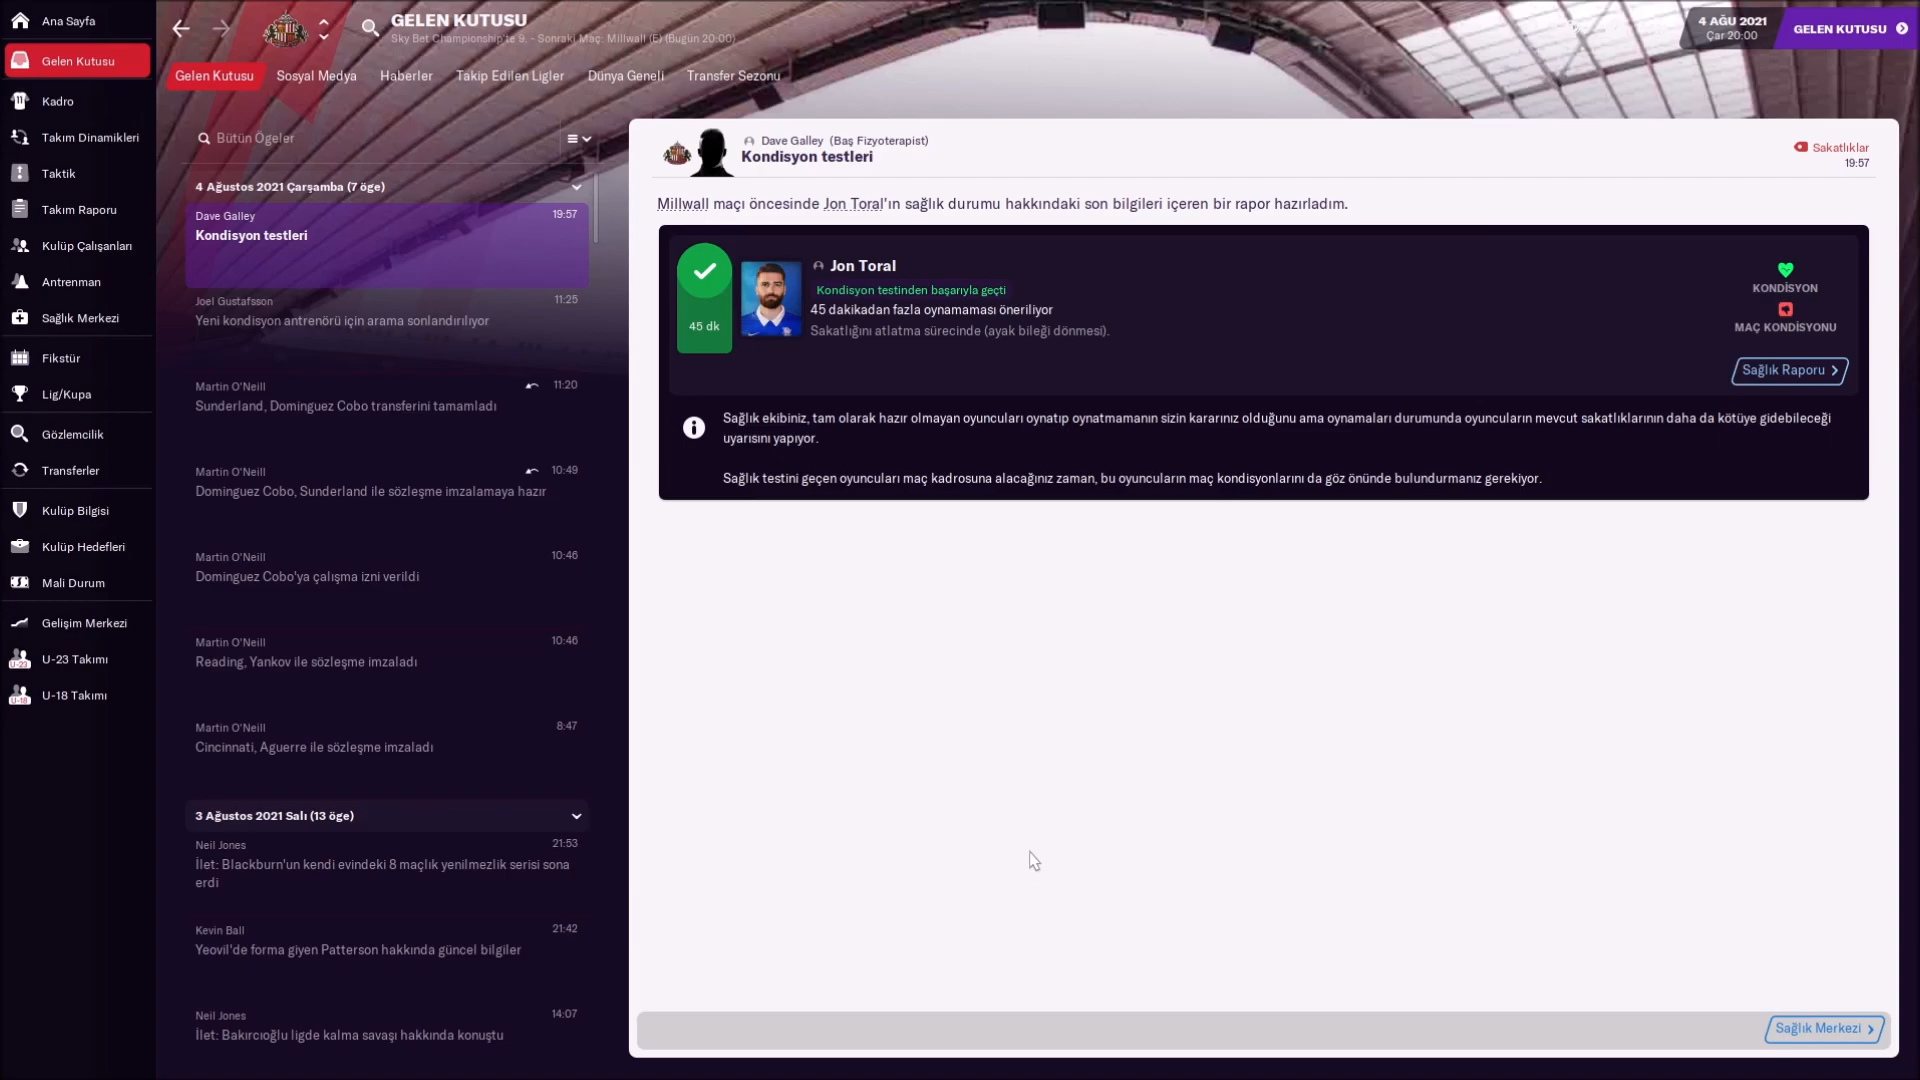 Ana Sayfa
Gelen Kutusu
Kadro
Takım Dinamikleri
Taktik
Takım Raporu
Kulüp Çalışanları
Antrenman
Sağlık Merkezi
Fikstür
Lig/Kupa
Gözlemcilik
Transferler
Kulüp Bilgisi
Kulüp Hedefleri
Mali Durum
Gelişim Merkezi
U-23 Takımı
U-18 Takımı
GELEN KUTUSU
Sky Bet Championship'te 9. - Sonraki Maç: Millwall (E) (Bugün 20:00)
4 AĞU 2021
Çar 20:00
GELEN KUTUSU
Gelen Kutusu Sosyal Medya Haberler Takip Edilen Ligler Dünya Geneli Transfer Sezonu
Bütün Ögeler
4 Ağustos 2021 Çarşamba (7 öge)
Dave Galley 19:57
Kondisyon testleri
Joel Gustafsson 11:25
Yeni kondisyon antrenörü için arama sonlandırılıyor
Martin O'Neill 11:20
Sunderland, Dominguez Cobo transferini tamamladı
Martin O'Neill 10:49
Dominguez Cobo, Sunderland ile sözleşme imzalamaya hazır
Martin O'Neill 10:46
Dominguez Cobo'ya çalışma izni verildi
Martin O'Neill 10:46
Reading, Yankov ile sözleşme imzaladı
Martin O'Neill 8:47
Cincinnati, Aguerre ile sözleşme imzaladı
3 Ağustos 2021 Salı (13 öge)
Neil Jones 21:53
İlet: Blackburn'un kendi evindeki 8 maçlık yenilmezlik serisi sona
erdi
Kevin Ball 21:42
Yeovil'de forma giyen Patterson hakkında güncel bilgiler
Neil Jones 14:07
İlet: Bakırcıoğlu ligde kalma savaşı hakkında konuştu
Dave Galley (Baş Fizyoterapist)
Kondisyon testleri
Sakatlıklar
19:57
Millwall maçı öncesinde Jon Toral'ın sağlık durumu hakkındaki son bilgileri içeren bir rapor hazırladım.
45 dk
Jon Toral
Kondisyon testinden başarıyla geçti
45 dakikadan fazla oynamaması öneriliyor
Sakatlığını atlatma sürecinde (ayak bileği dönmesi).
KONDİSYON
MAÇ KONDİSYONU
Sağlık Raporu
Sağlık ekibiniz, tam olarak hazır olmayan oyuncuları oynatıp oynatmamanın sizin kararınız olduğunu ama oynamaları durumunda oyuncuların mevcut sakatlıklarının daha da kötüye gidebileceği
uyarısını yapıyor.
Sağlık testini geçen oyuncuları maç kadrosuna alacağınız zaman, bu oyuncuların maç kondisyonlarını da göz önünde bulundurmanız gerekiyor.
Sağlık Merkezi